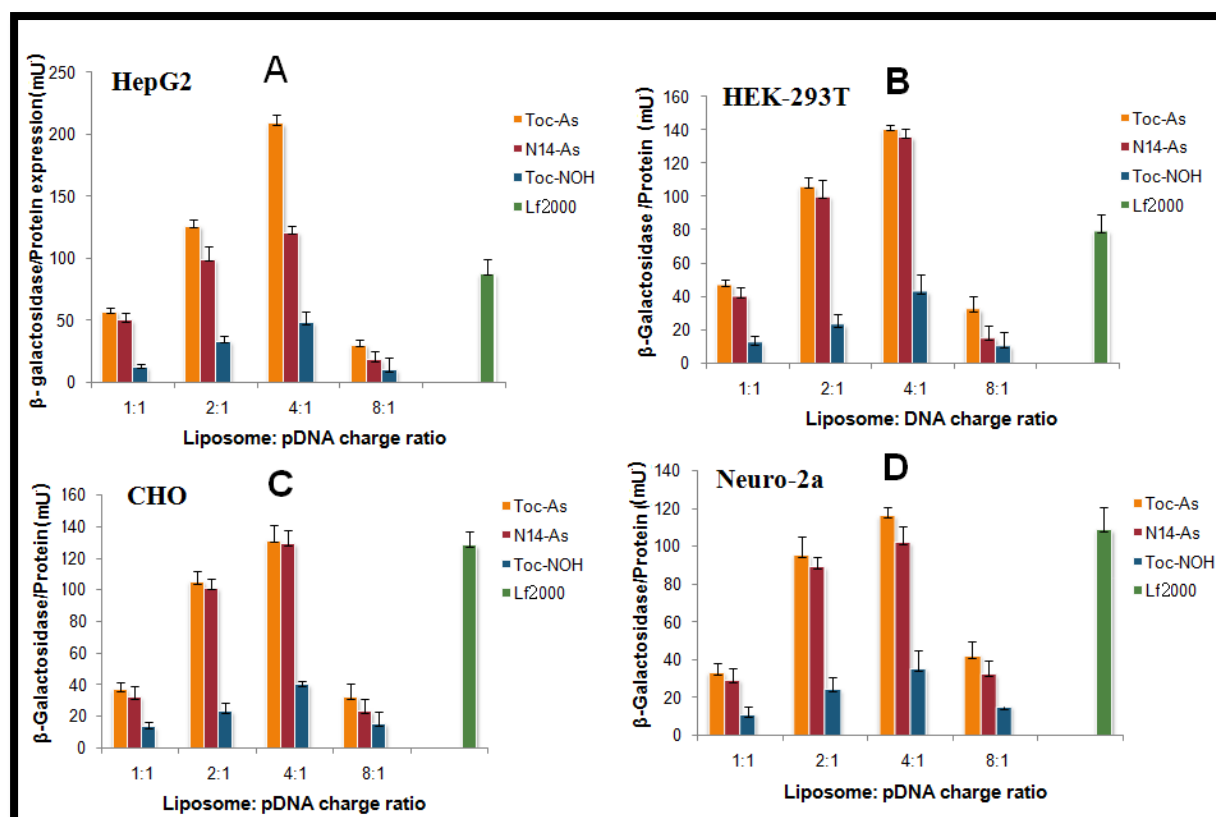 HepG2
A
β- galactosidase/Protein expression(mU)
250
200
150
100
50
0
1:1 2:1 4:1 8:1
Liposome: pDNA charge ratio
Toc-As
N14-As
Toc-NOH
Lf2000
HEK-293T
B
β-Galactosidase/Protein (mU)
160
140
120
100
80
60
40
20
0
1:1 2:1 4:1 8:1
Liposome: DNA charge ratio
Toc-As
N14-As
Toc-NOH
Lf2000
CHO
C
β-Galactosidase/Protein(mU)
160
140
120
100
80
60
40
20
0
1:1 2:1 4:1 8:1
Liposome: pDNA charge ratio
Toc-As
N14-As
Toc-NOH
Lf2000
Neuro-2a
D
β-Galactosidase/Protein (mU)
140
120
100
80
60
40
20
0
1:1 2:1 4:1 8:1
Liposome: pDNA charge ratio
Toc-As
N14-As
Toc-NOH
Lf2000